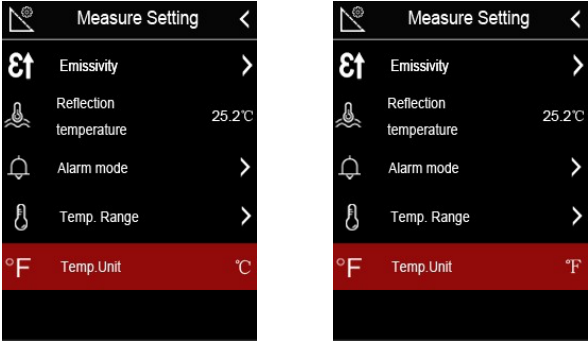 Measure Setting
Ɛ↑ Emissivity
Reflection
temperature 25.2℃
Alarm mode
Temp. Range
°F Temp.Unit ℃
Measure Setting
Ɛ↑ Emissivity
Reflection
temperature 25.2℃
Alarm mode
Temp. Range
°F Temp.Unit ℉